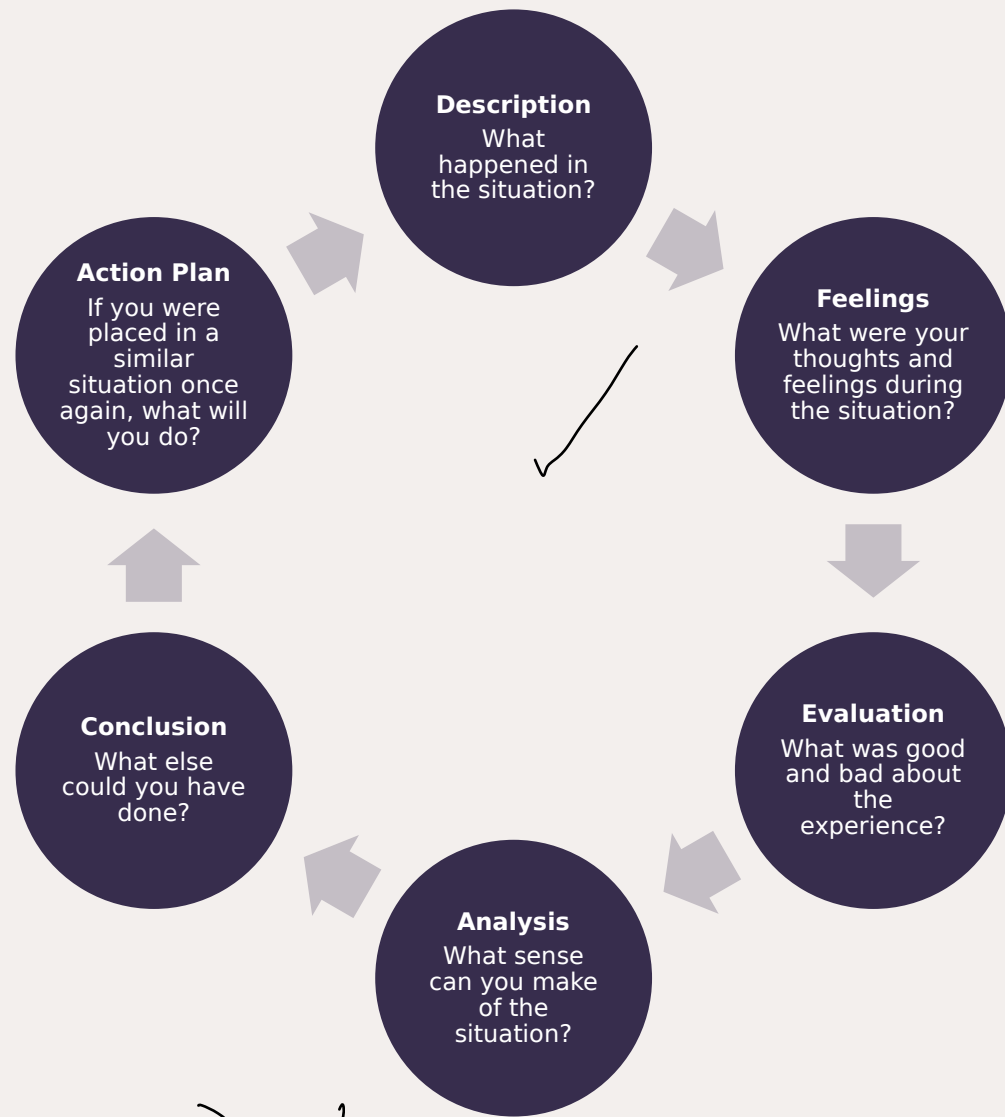 Description
What
happened in
the situation?
Feelings
What were your
thoughts and
feelings during
the situation?
Evaluation
What was good
and bad about
the
experience?
Analysis
What sense
can you make
of the
situation?
Conclusion
What else
could you have
done?
Action Plan
If you were
placed in a
similar
situation once
again, what will
you do?